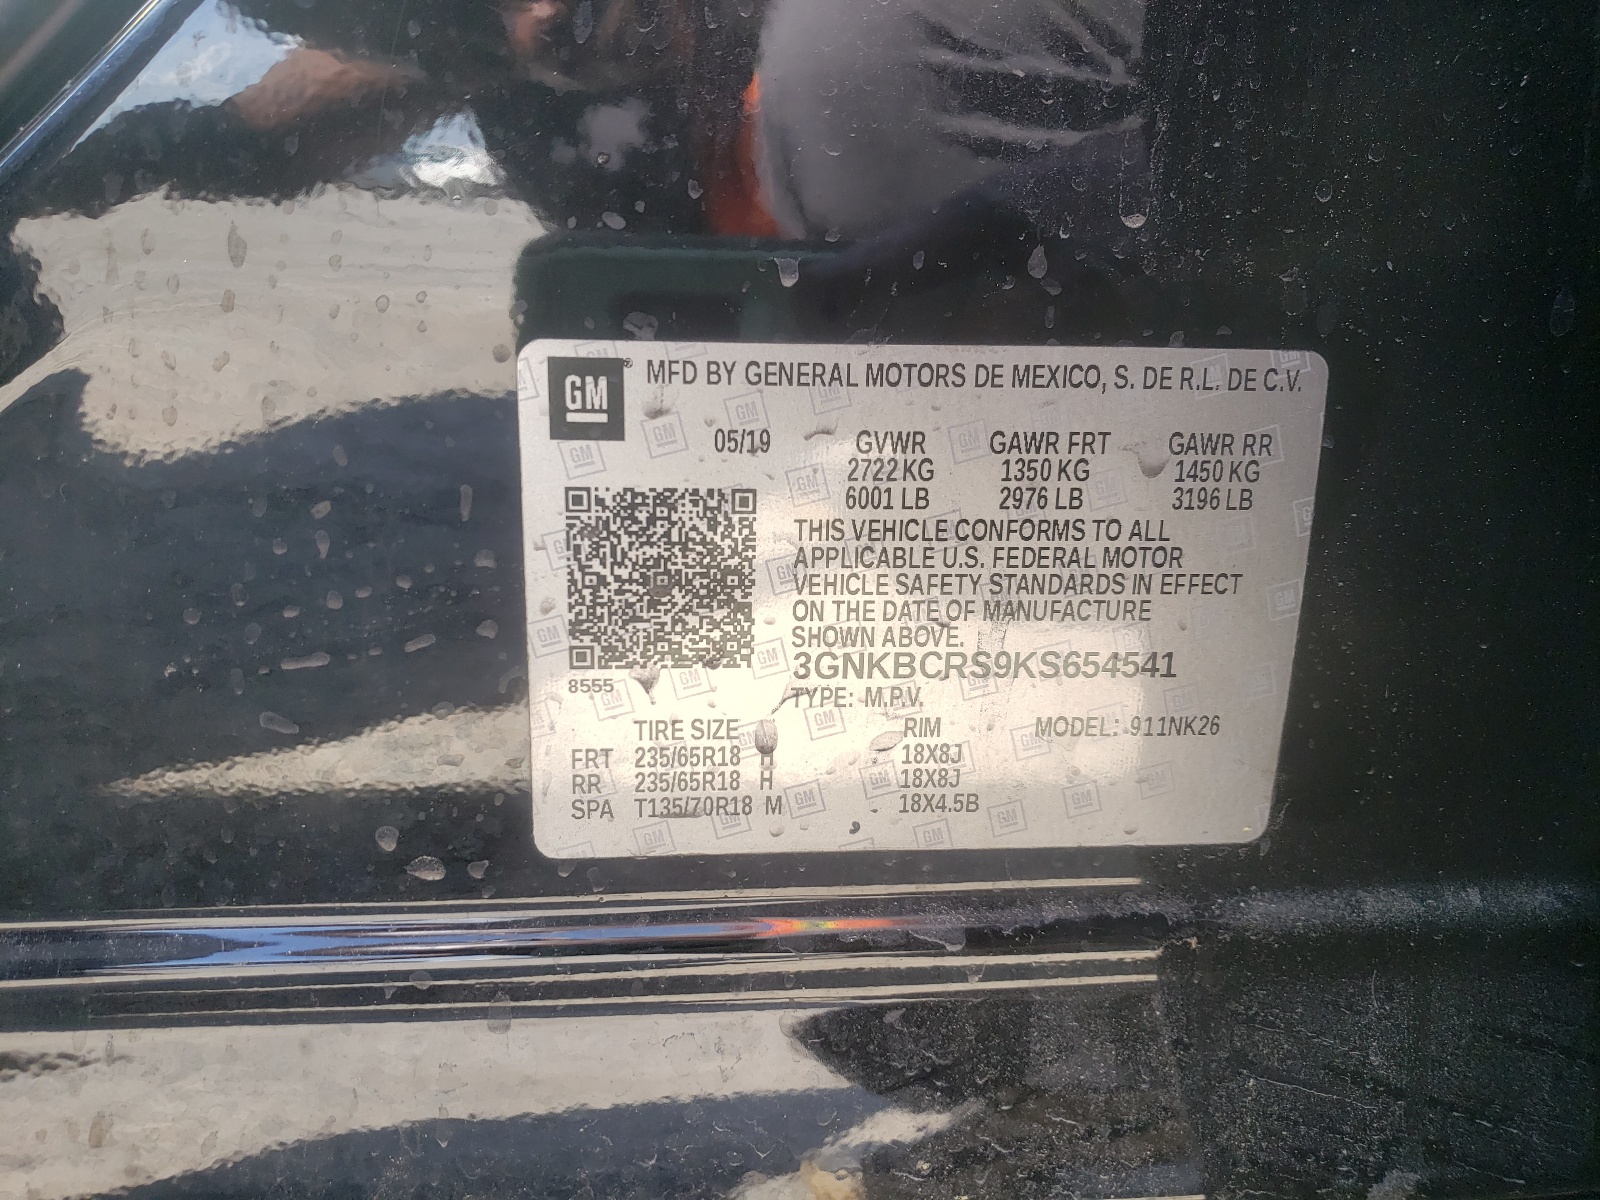 GM MFD BY GENERAL MOTORS DE MEXICO, S. DE R.L. DE C.V.
05/19 GVWR GAWR FRT GAWR RR
2722 KG 1350 KG 1450 KG
6001 LB 2976 LB 3196 LB
THIS VEHICLE CONFORMS TO ALL
APPLICABLE U.S. FEDERAL MOTOR
VEHICLE SAFETY STANDARDS IN EFFECT
ON THE DATE OF MANUFACTURE
SHOWN ABOVE.
3GNKBCRS9KS654541
8555 TYPE: M.P.V.
TIRE SIZE RIM MODEL: 911NK26
FRT 235/65R18 H 18X8J
RR 235/65R18 H 18X8J
SPA T135/70R18 M 18X4.5B